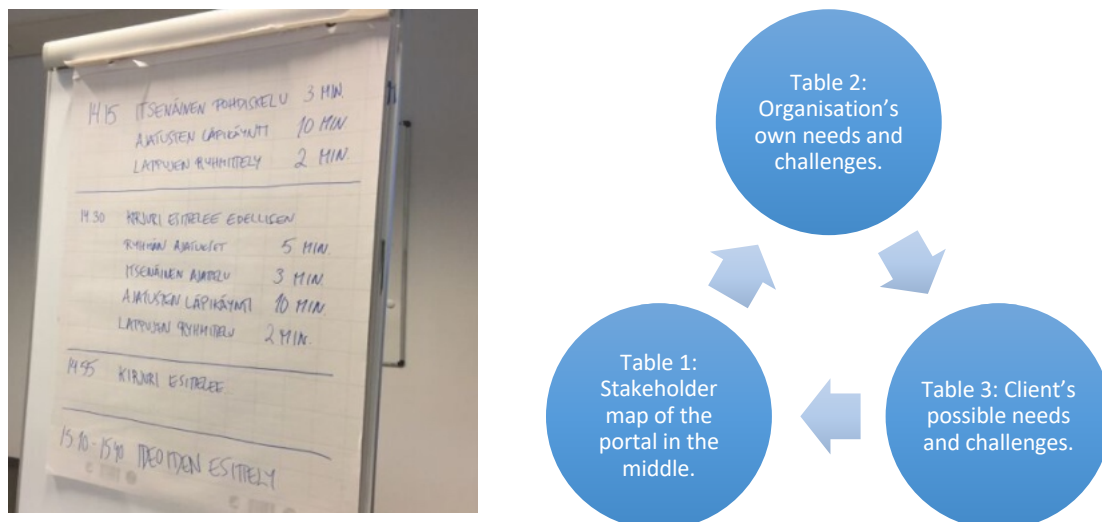 14.15 ITSENÄINEN POHDISKELU 3 MIN.
AJATUSTEN LÄPIKÄYNTI 10 MIN.
LAPPUJEN RYHMITTELY 2 MIN.
14.30 KIRJURI ESITTELEE EDELLISEN
RYHMÄN AJATUKSET 5 MIN.
ITSENÄINEN AJATTELU 3 MIN.
AJATUSTEN LÄPIKÄYNTI 10 MIN.
LAPPUJEN RYHMITTELU 2 MIN.
14.55 KIRJURI ESITTELEE
15.10-15.40 IDEOIDEN ESITTELY
Table 2:
Organisation's
own needs and
challenges.
Table 1:
Stakeholder
map of the
portal in the
middle.
Table 3: Client's
possible needs
and challenges.